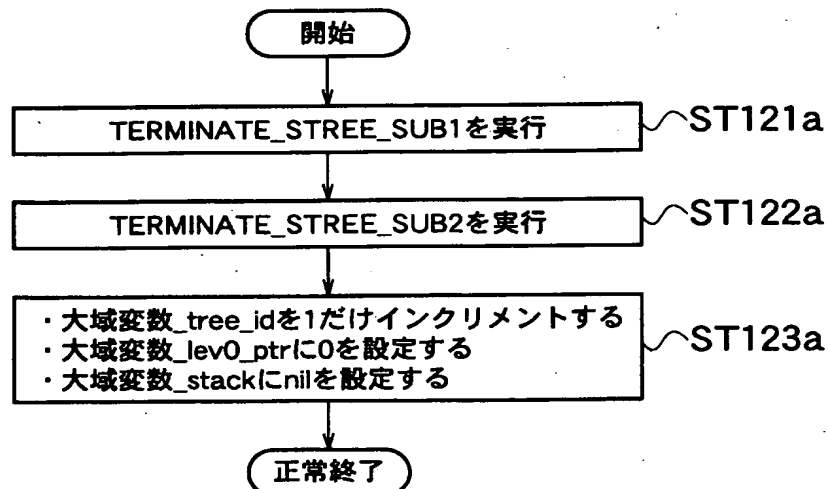 開始
TERMINATE_STREE_SUB1を実行
ST121a
TERMINATE_STREE_SUB2を実行
ST122a
・大域変数_tree_idを1だけインクリメントする
・大域変数_lev0_ptrに0を設定する
・大域変数_stackにnilを設定する
ST123a
正常終了